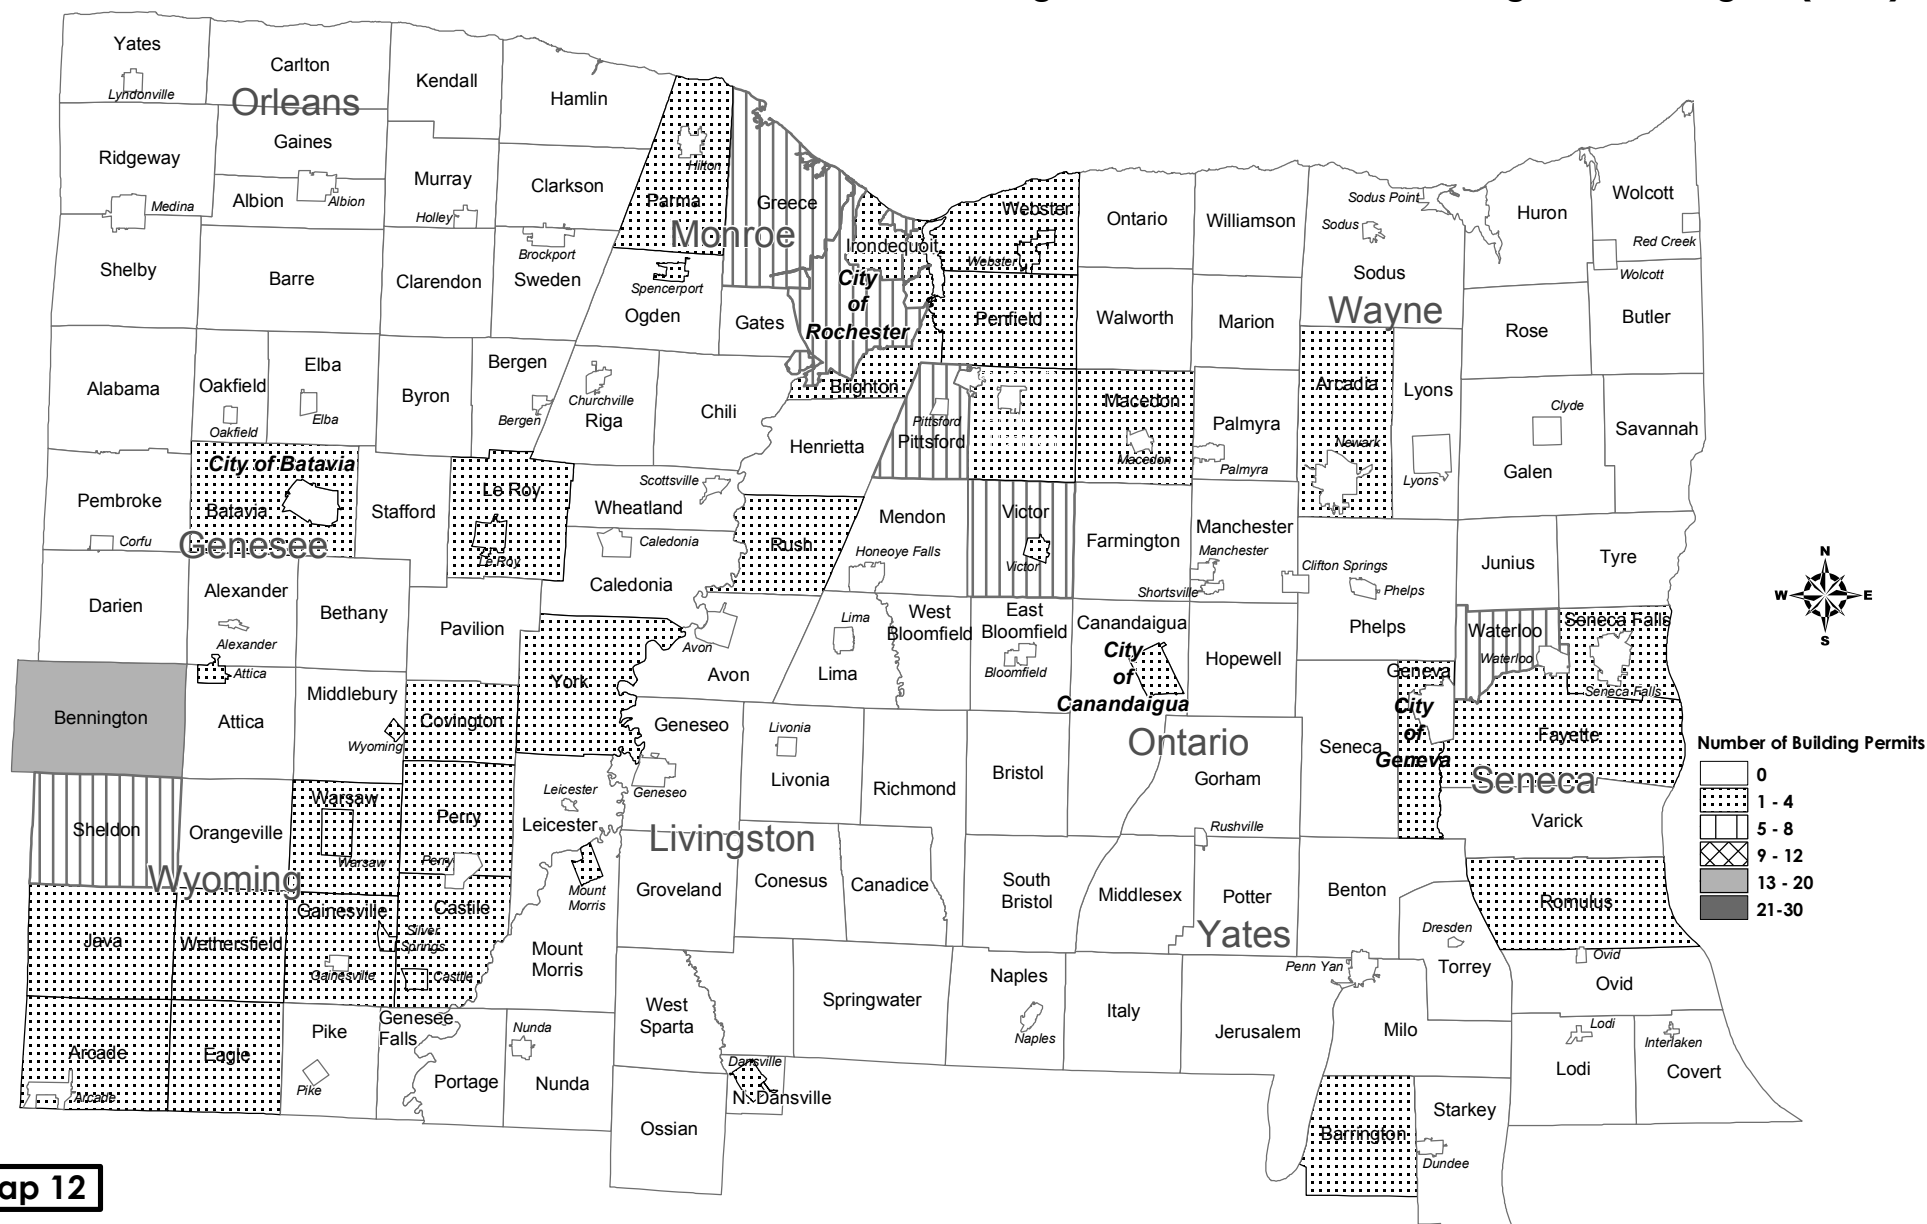 Yates
Lyndonville
Carlton
Orleans
Kendall
Hamlin
Ridgeway
Gaines
Medina
Albion
Albion
Murray
Holley
Clarkson
Hilton
Parma
Greece
Monroe
Irondequoit
Webster
Webster
Ontario
Williamson
Sodus Point
Sodus
Sodus
Huron
Wolcott
Red Creek
Wolcott
Shelby
Barre
Clarendon
Brockport
Sweden
Spencerport
Ogden
Gates
City
of
Rochester
Penfield
Walworth
Marion
Wayne
Rose
Butler
Alabama
Oakfield
Oakfield
Elba
Elba
Byron
Bergen
Bergen
Churchville
Riga
Chili
Brighton
Henrietta
Pittsford
Pittsford
Macedon
Macedon
Palmyra
Palmyra
Arcadia
Newark
Lyons
Lyons
Clyde
Galen
Savannah
Pembroke
Corfu
City of Batavia
Batavia
Genesee
Stafford
Le Roy
Le Roy
Scottsville
Wheatland
Caledonia
Caledonia
Rush
Mendon
Honeoye Falls
Victor
Victor
Farmington
Manchester
Manchester
Shortsville
Clifton Springs
Phelps
Phelps
Junius
Tyre
N
W
E
S
Darien
Alexander
Alexander
Bethany
Pavilion
York
Avon
Avon
Lima
Lima
West
Bloomfield
East
Bloomfield
Bloomfield
Canandaigua
City
of
Canandaigua
Hopewell
Geneva
City
of
Geneva
Waterloo
Waterloo
Seneca Falls
Seneca Falls
Bennington
Attica
Attica
Middlebury
Wyoming
Covington
Geneseo
Geneseo
Livonia
Livonia
Richmond
Bristol
Ontario
Gorham
Rushville
Seneca
Fayette
Seneca
Varick
Number of Building Permits
0
1 - 4
5 - 8
9 - 12
13 - 20
21-30
Sheldon
Orangeville
Wyoming
Warsaw
Warsaw
Perry
Perry
Leicester
Leicester
Livingston
Mount
Morris
Groveland
Conesus
Canadice
South
Bristol
Middlesex
Potter
Yates
Benton
Romulus
Java
Wethersfield
Gainesville
Gainesville
Silver
Springs
Castile
Castile
Mount
Morris
West
Sparta
Springwater
Naples
Naples
Italy
Jerusalem
Penn Yan
Dresden
Torrey
Milo
Ovid
Ovid
Lodi
Lodi
Interlaken
Covert
Arcade
Arcade
Eagle
Pike
Pike
Genesee
Falls
Portage
Nunda
Nunda
Dansville
N. Dansville
Ossian
Barrington
Starkey
Dundee
ap 12